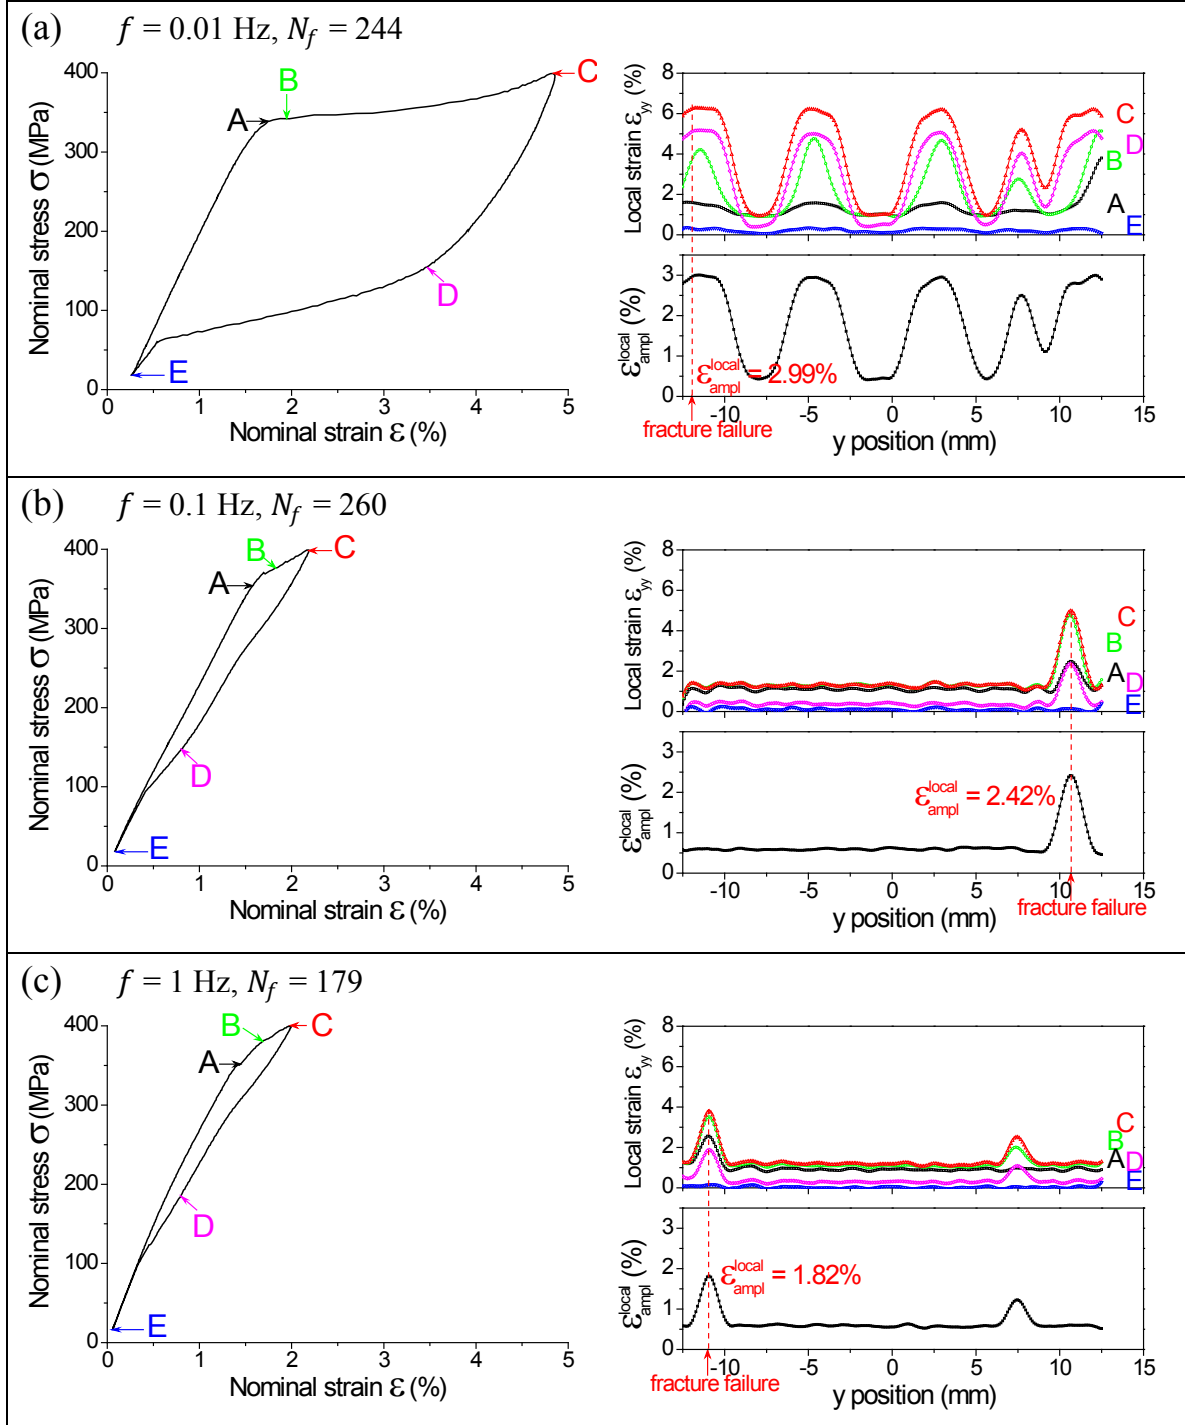 (a) f = 0.01 Hz, N_f = 244
Nominal stress σ (MPa)
400
300
200
100
0
0 1 2 3 4 5
Nominal strain ε (%)
A
B
C
D
E
Local strain ε_yy (%)
8
6
4
2
0
C
D
B
A
E
ε_ampl^local (%)
3
2
1
0
ε_ampl^local = 2.99%
-10 -5 0 5 10 15
fracture failure
y position (mm)
(b) f = 0.1 Hz, N_f = 260
Nominal stress σ (MPa)
400
300
200
100
0
0 1 2 3 4 5
Nominal strain ε (%)
B
C
A
D
E
Local strain ε_yy (%)
8
6
4
2
0
C
B
A D
E
ε_ampl^local (%)
3
2
1
0
ε_ampl^local = 2.42%
-10 -5 0 5 10 15
y position (mm)
fracture failure
(c) f = 1 Hz, N_f = 179
Nominal stress σ (MPa)
400
300
200
100
0
0 1 2 3 4 5
Nominal strain ε (%)
B
C
A
D
E
Local strain ε_yy (%)
8
6
4
2
0
C
B
A D
E
ε_ampl^local (%)
3
2
1
0
ε_ampl^local = 1.82%
-10 -5 0 5 10 15
fracture failure
y position (mm)